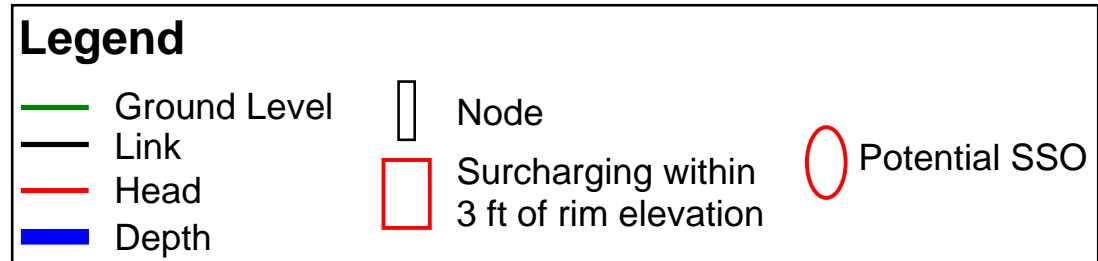 Legend
Ground Level
Link
Head
Depth
Node
Surcharging within
3 ft of rim elevation
Potential SSO